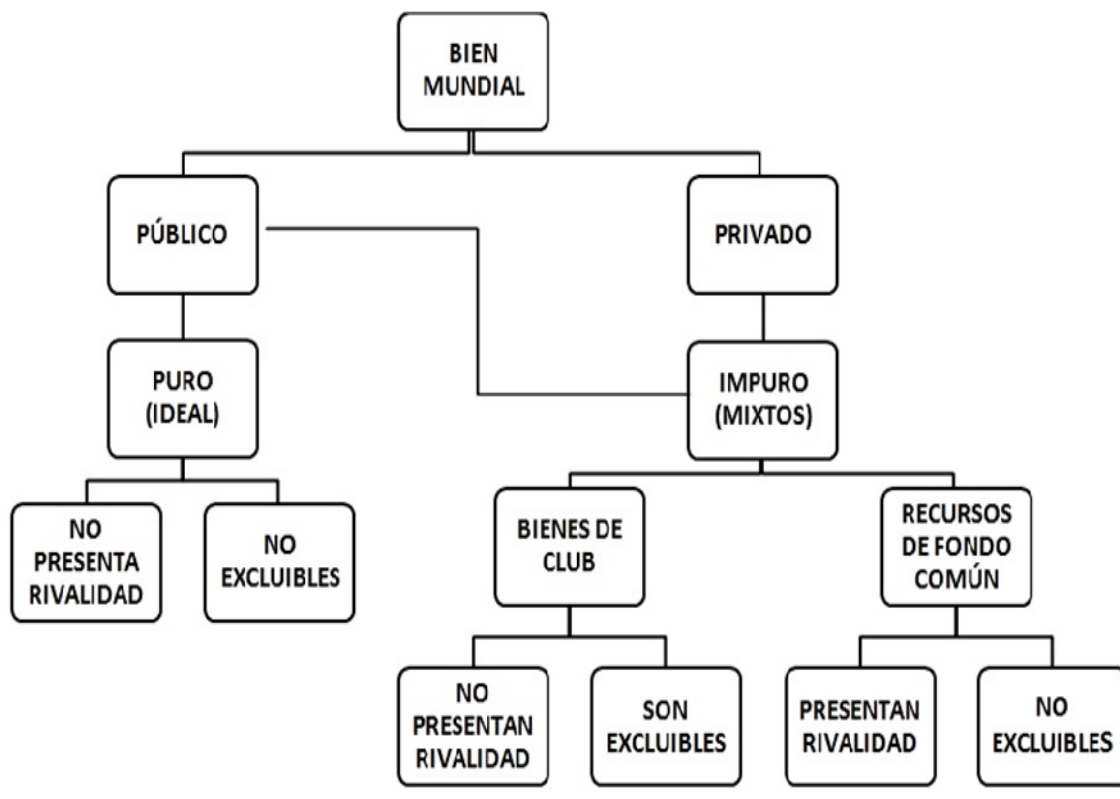 BIEN
MUNDIAL
PÚBLICO
PRIVADO
PURO
(IDEAL)
IMPURO
(MIXTOS)
NO
PRESENTA
RIVALIDAD
NO
EXCLUIBLES
BIENES DE
CLUB
RECURSOS
DE FONDO
COMÚN
NO
PRESENTAN
RIVALIDAD
SON
EXCLUIBLES
PRESENTAN
RIVALIDAD
NO
EXCLUIBLES